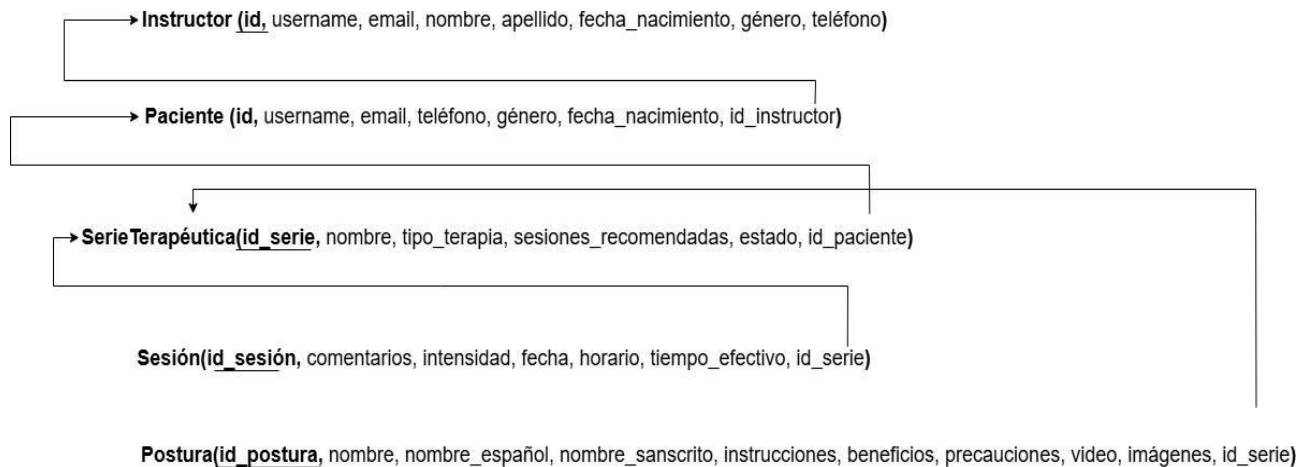 Instructor (id, username, email, nombre, apellido, fecha_nacimiento, género, teléfono)
Paciente (id, username, email, teléfono, género, fecha_nacimiento, id_instructor)
SerieTerapéutica(id_serie, nombre, tipo_terapia, sesiones_recomendadas, estado, id_paciente)
Sesión(id_sesión, comentarios, intensidad, fecha, horario, tiempo_efectivo, id_serie)
Postura(id_postura, nombre, nombre_español, nombre_sanscrito, instrucciones, beneficios, precauciones, video, imágenes, id_serie)